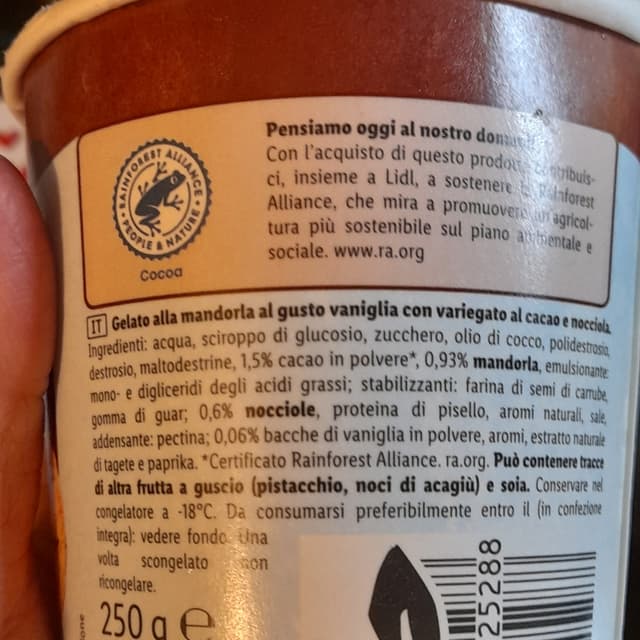 RAINFOREST ALLIANCE
PEOPLE & NATURE
Cocoa
Pensiamo oggi al nostro
Con l'acquisto di questo
ci, insieme a Lidl, a sostenere Rainforest
Alliance, che mira a promuovere un'agricol-
tura più sostenibile sul piano ambientale e
sociale. www.ra.org
IT Gelato alla mandorla al gusto vaniglia con variegato al cacao e nocciola.
Ingredienti: acqua, sciroppo di glucosio, zucchero, olio di cocco, polidestrosio,
destrosio, maltodestrine, 1,5% cacao in polvere*, 0,93% mandorla, emulsionante:
mono- e digliceridi degli acidi grassi; stabilizzanti: farina di semi di carrube,
gomma di guar; 0,6% nocciole, proteina di pisello, aromi naturali, sale,
addensante: pectina; 0,06% bacche di vaniglia in polvere, aromi, estratto naturale
di tagete e paprika. *Certificato Rainforest Alliance. ra.org. Può contenere tracce
di altra frutta a guscio (pistacchio, noci di acagiù) e soia. Conservare nel
congelatore a -18°C. Da consumarsi preferibilmente entro il (in confezione
integra): vedere fondo. Una
volta scongelato non
ricongelare.
250 g e
25288